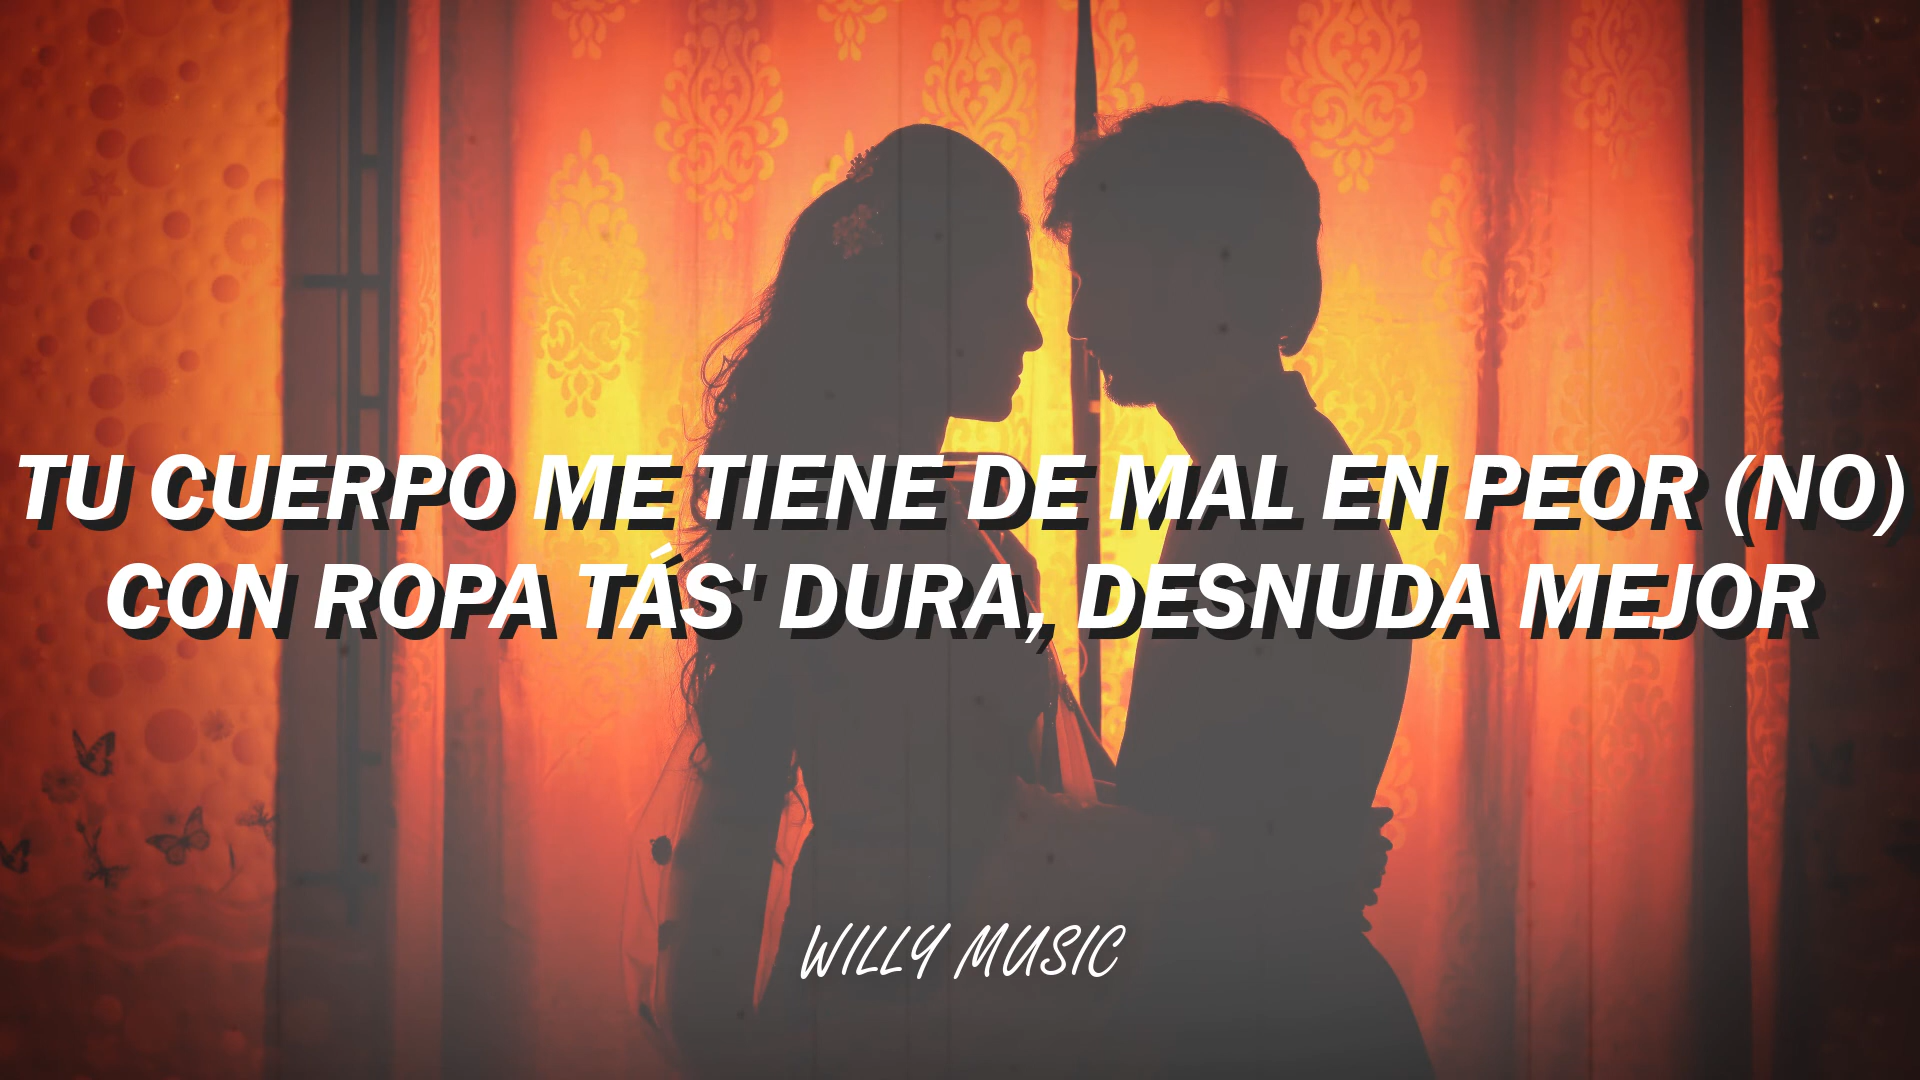 TU CUERPO ME TIENE DE MAL EN PEOR (NO)
CON ROPA TÁS' DURA, DESNUDA MEJOR
WILLY MUSIC